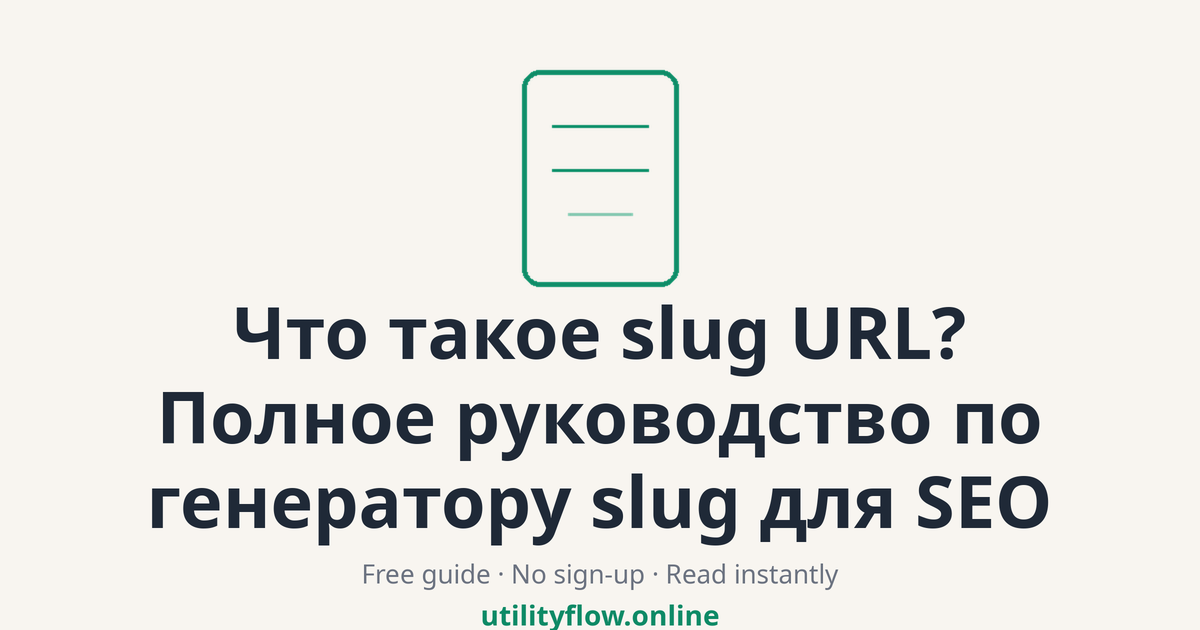 Что такое slug URL?
Полное руководство по
генератору slug для SEO
Free guide · No sign-up · Read instantly
utilityflow.online